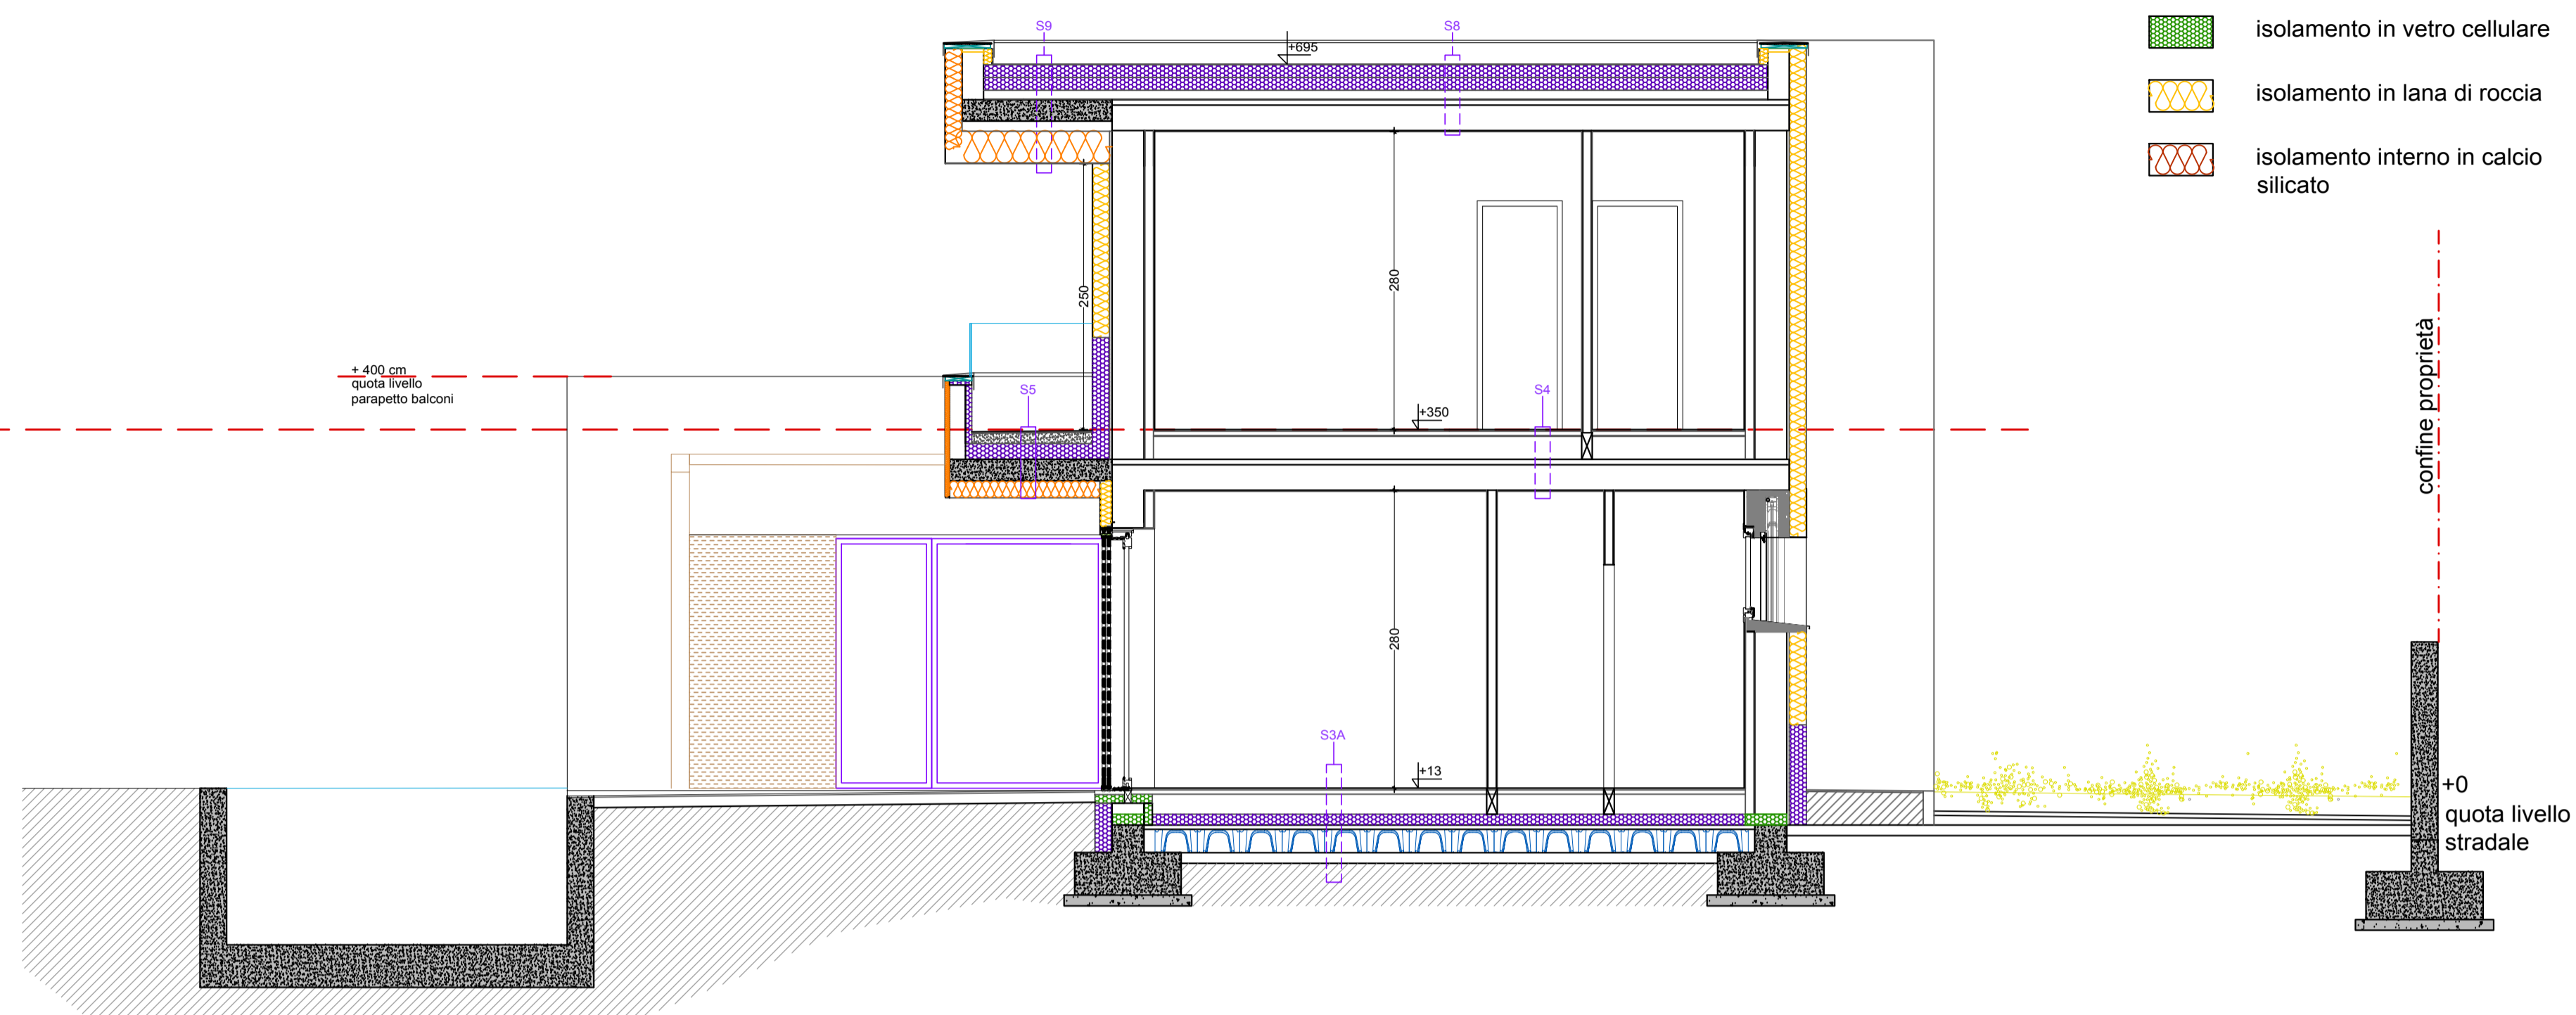 S9
S8
+695
isolamento in vetro cellulare
isolamento in lana di roccia
isolamento interno in calcio
silicato
250
280
confine proprietà
+ 400 cm
quota livello
parapetto balconi
S5
S4
+350
280
S3A
+13
+0
quota livello
stradale